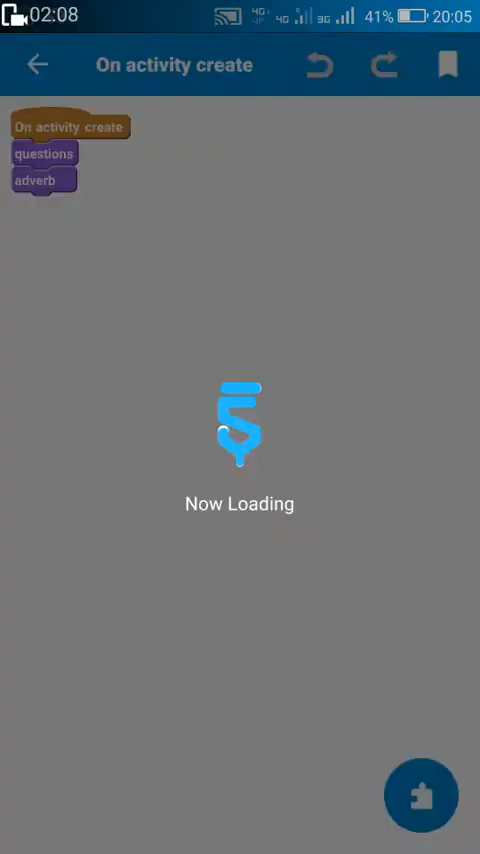 02:08
4G+ 4G 3G 41% 20:05
On activity create
On activity create
questions
adverb
Now Loading